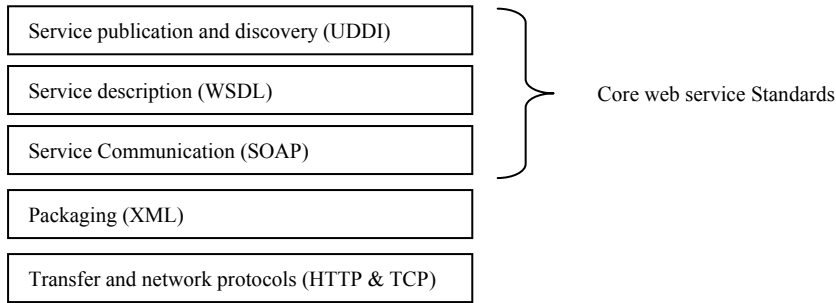 Service publication and discovery (UDDI)
Service description (WSDL)
Core web service Standards
Service Communication (SOAP)
Packaging (XML)
Transfer and network protocols (HTTP & TCP)